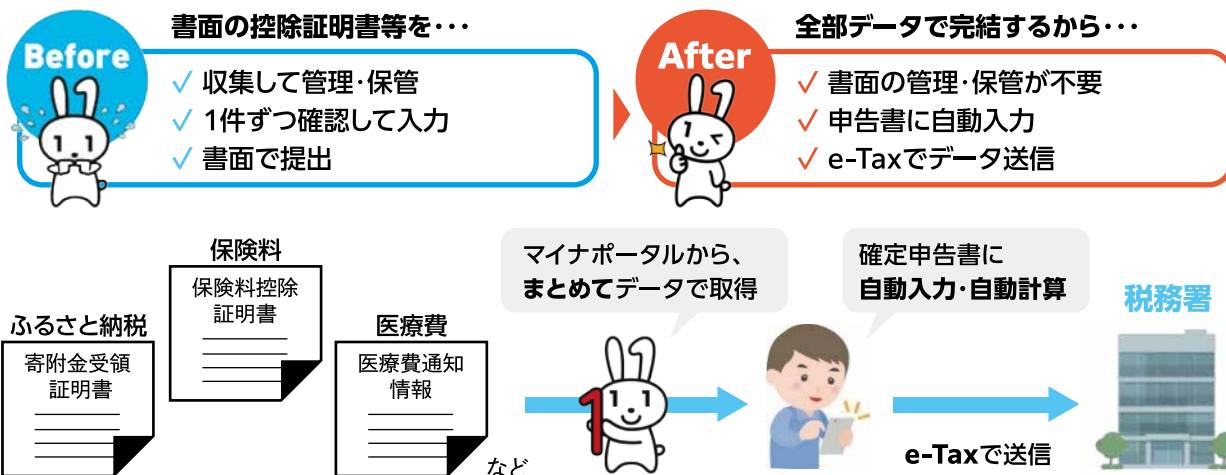 Before
書面の控除証明書等を・・・
✓ 収集して管理・保管
✓ 1件ずつ確認して入力
✓ 書面で提出
After
全部データで完結するから・・・
✓ 書面の管理・保管が不要
✓ 申告書に自動入力
✓ e-Taxでデータ送信
ふるさと納税
寄附金受領
証明書
保険料
保険料控除
証明書
医療費
医療費通知
情報
など
マイナポータルから、
まとめてデータで取得
1
確定申告書に
自動入力・自動計算
e-Taxで送信
税務署